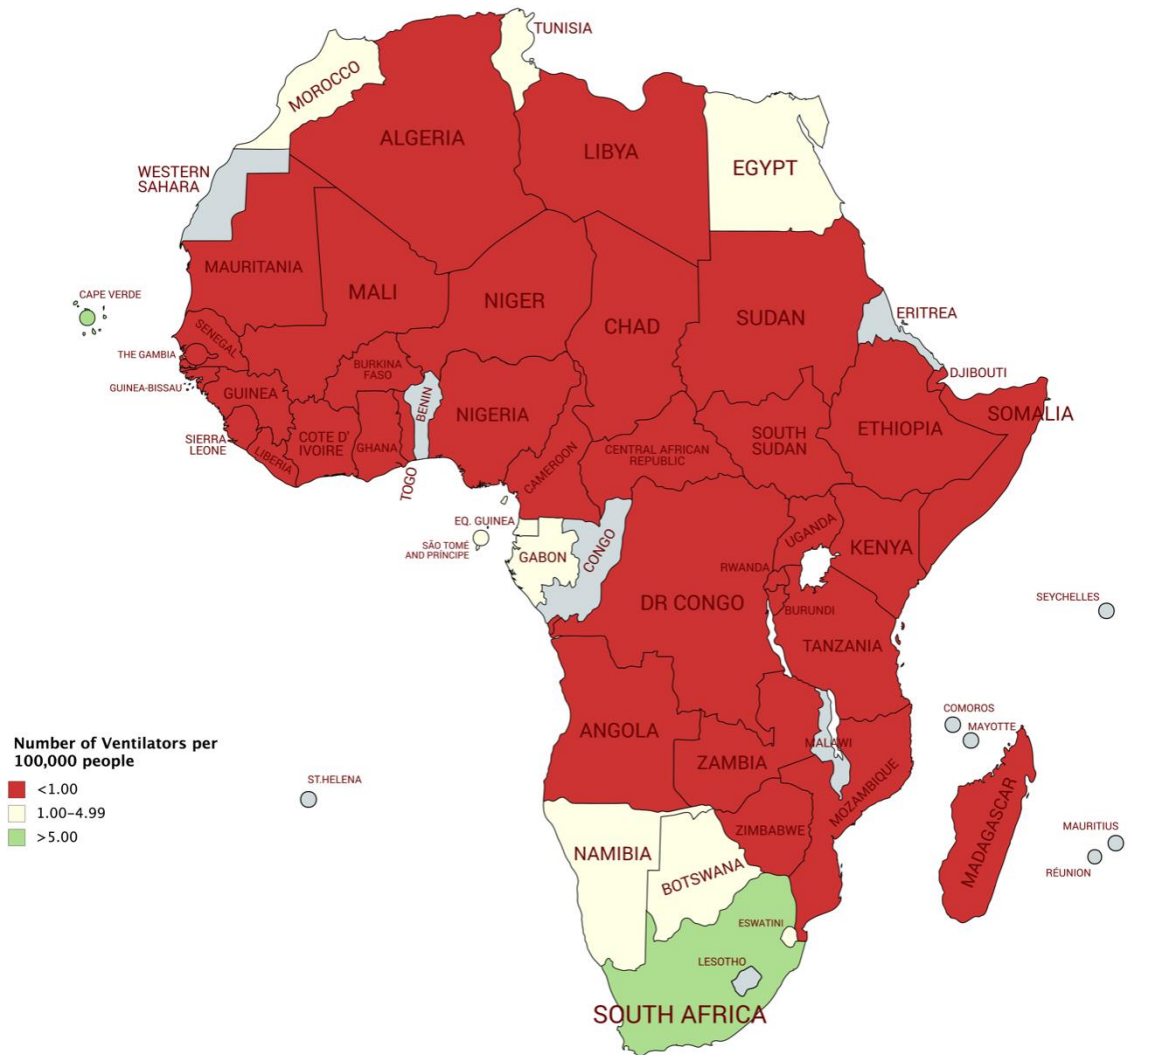 TUNISIA
MOROCCO
ALGERIA
LIBYA
EGYPT
WESTERN
SAHARA
MAURITANIA
MALI
NIGER
CHAD
SUDAN
ERITREA
CAPE VERDE
SENEGAL
THE GAMBIA
GUINEA-BISSAU
GUINEA
BURKINA
FASO
BENIN
NIGERIA
DJIBOUTI
SOMALIA
ETHIOPIA
SOUTH
SUDAN
CENTRAL AFRICAN
REPUBLIC
CAMEROON
SIERRA
LEONE
LIBERIA
COTE D'
IVOIRE
GHANA
TOGO
EQ. GUINEA
SÃO TOMÉ
AND PRÍNCIPE
GABON
CONGO
UGANDA
KENYA
RWANDA
DR CONGO
BURUNDI
TANZANIA
SEYCHELLES
COMOROS
MAYOTTE
ANGOLA
ZAMBIA
MALAWI
MOZAMBIQUE
MADAGASCAR
ST.HELENA
ZIMBABWE
MAURITIUS
RÉUNION
NAMIBIA
BOTSWANA
ESWATINI
LESOTHO
SOUTH AFRICA
Number of Ventilators per
100,000 people
<1.00
1.00–4.99
>5.00